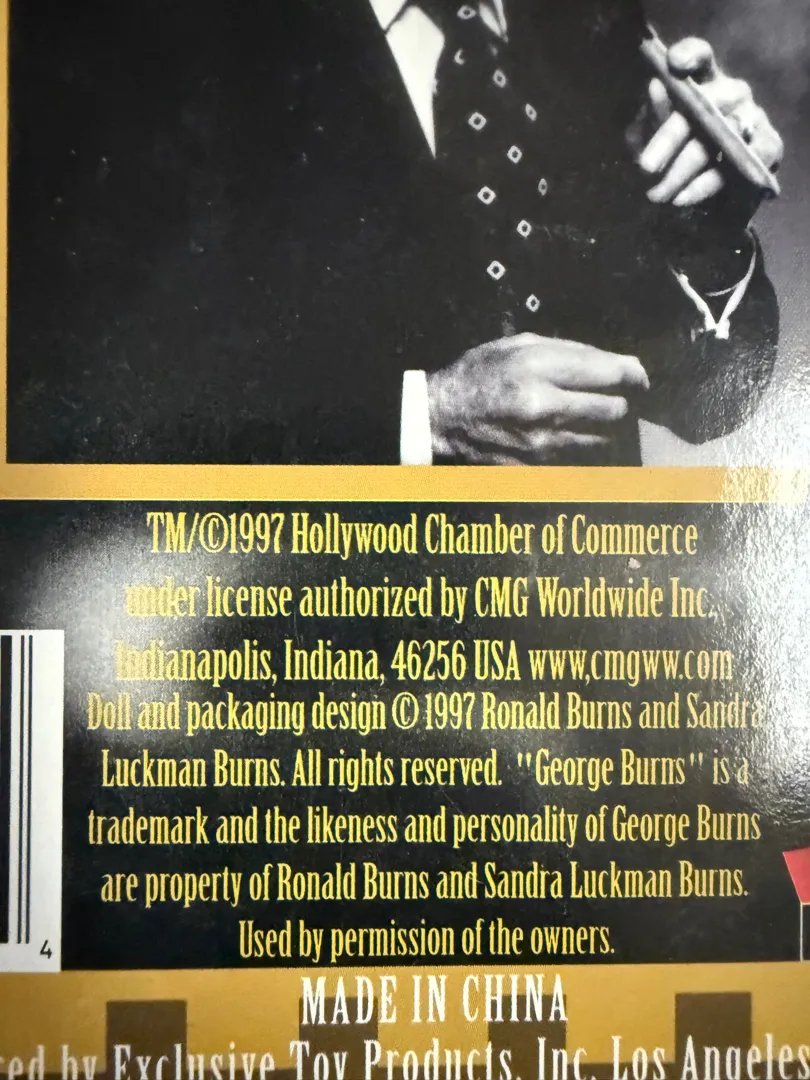 TM/©1997 Hollywood Chamber of Commerce
under license authorized by CMG Worldwide Inc.,
Indianapolis, Indiana, 46256 USA www,cmgww.com
Doll and packaging design © 1997 Ronald Burns and Sandra
Luckman Burns. All rights reserved. "George Burns" is a
trademark and the likeness and personality of George Burns
are property of Ronald Burns and Sandra Luckman Burns.
Used by permission of the owners.
4
MADE IN CHINA
by Exclusive Toy Products, Inc. Los Angeles